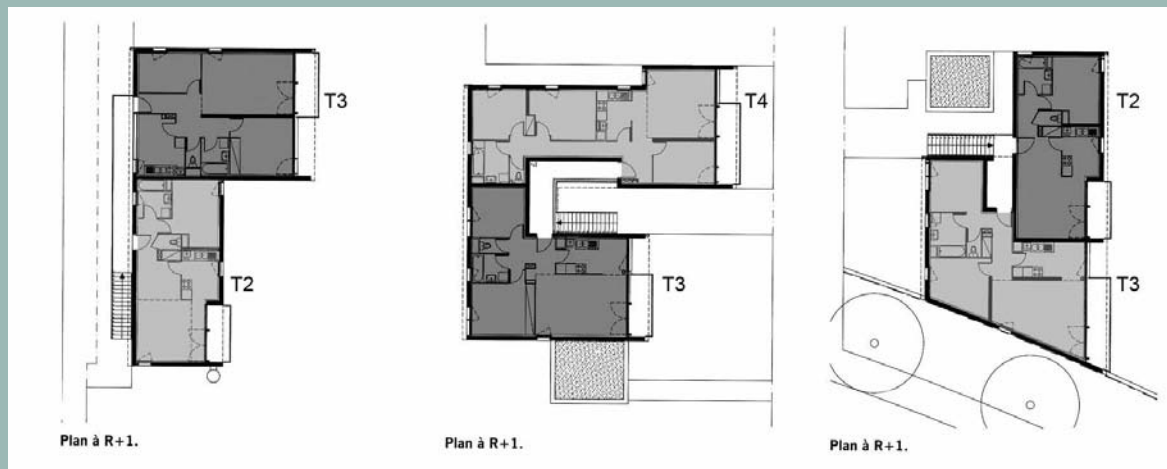 T3
T2
Plan à R+1.
T4
T3
Plan à R+1.
T2
T3
Plan à R+1.